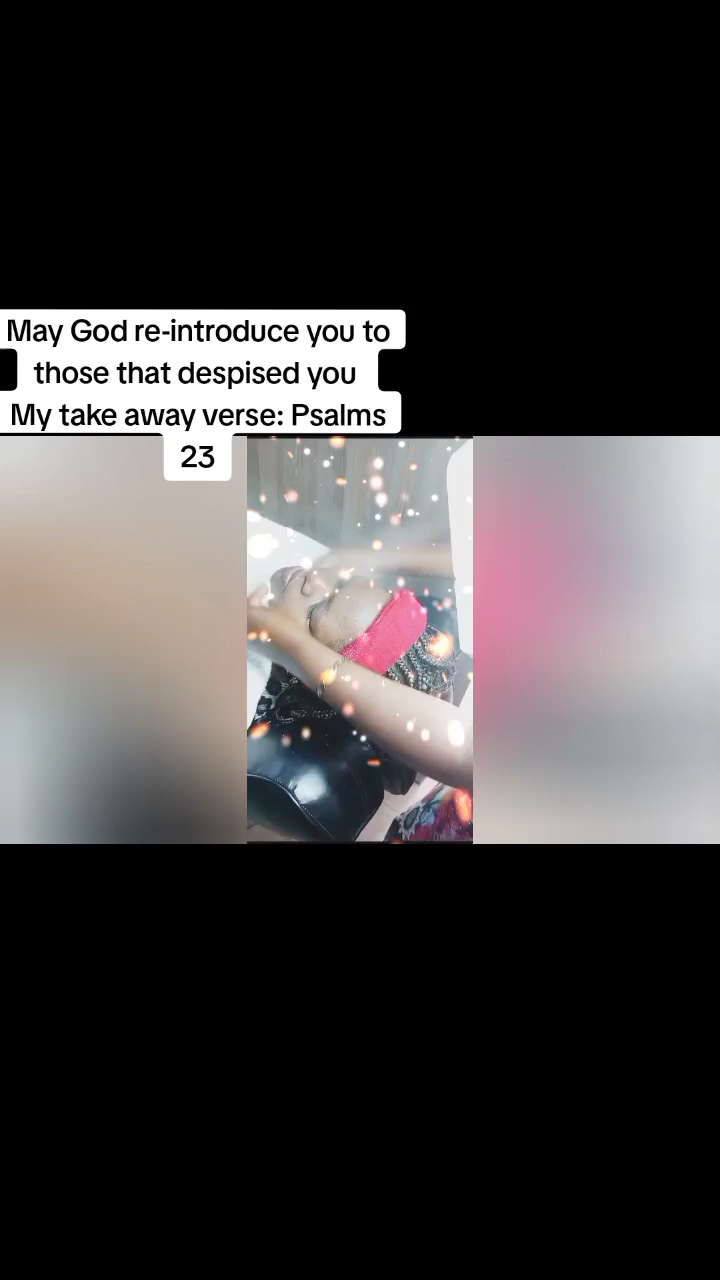 May God re-introduce you to
those that despised you
My take away verse: Psalms
23